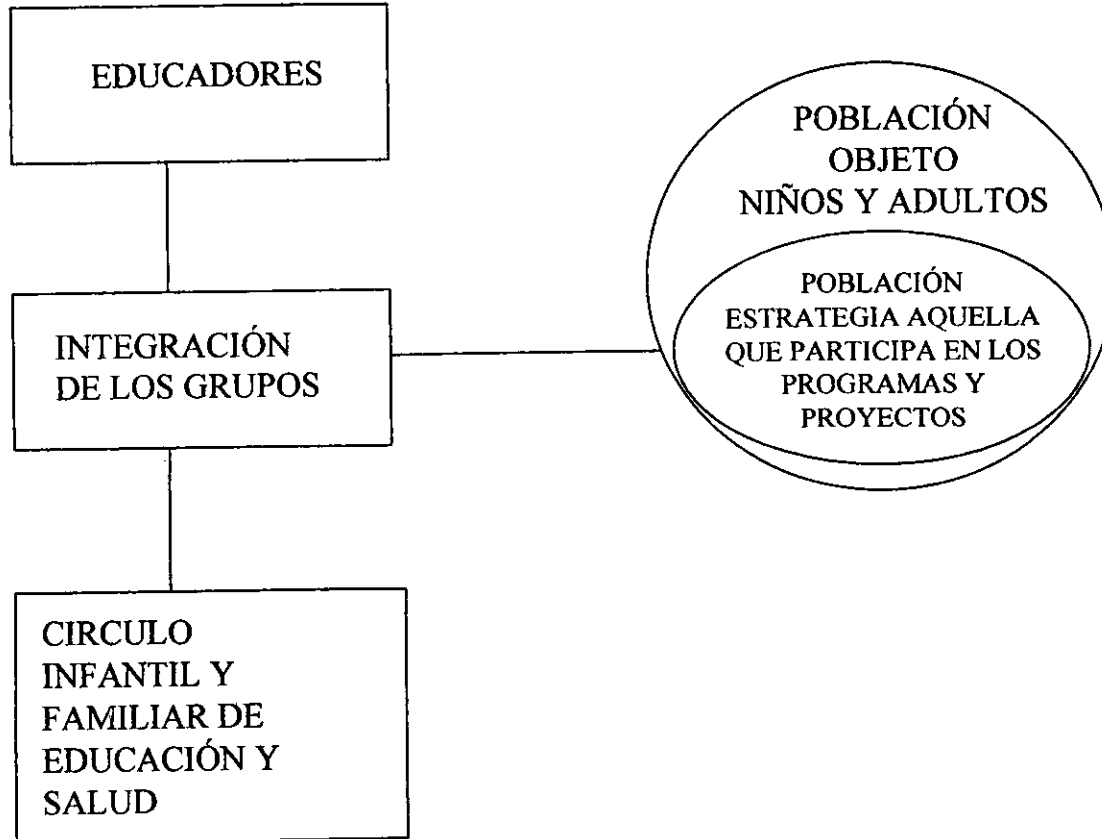 EDUCADORES
POBLACIÓN
OBJETO
NIÑOS Y ADULTOS
POBLACIÓN
ESTRATEGIA AQUELLA
QUE PARTICIPA EN LOS
PROGRAMAS Y
PROYECTOS
INTEGRACIÓN
DE LOS GRUPOS
CIRCULO
INFANTIL Y
FAMILIAR DE
EDUCACIÓN Y
SALUD